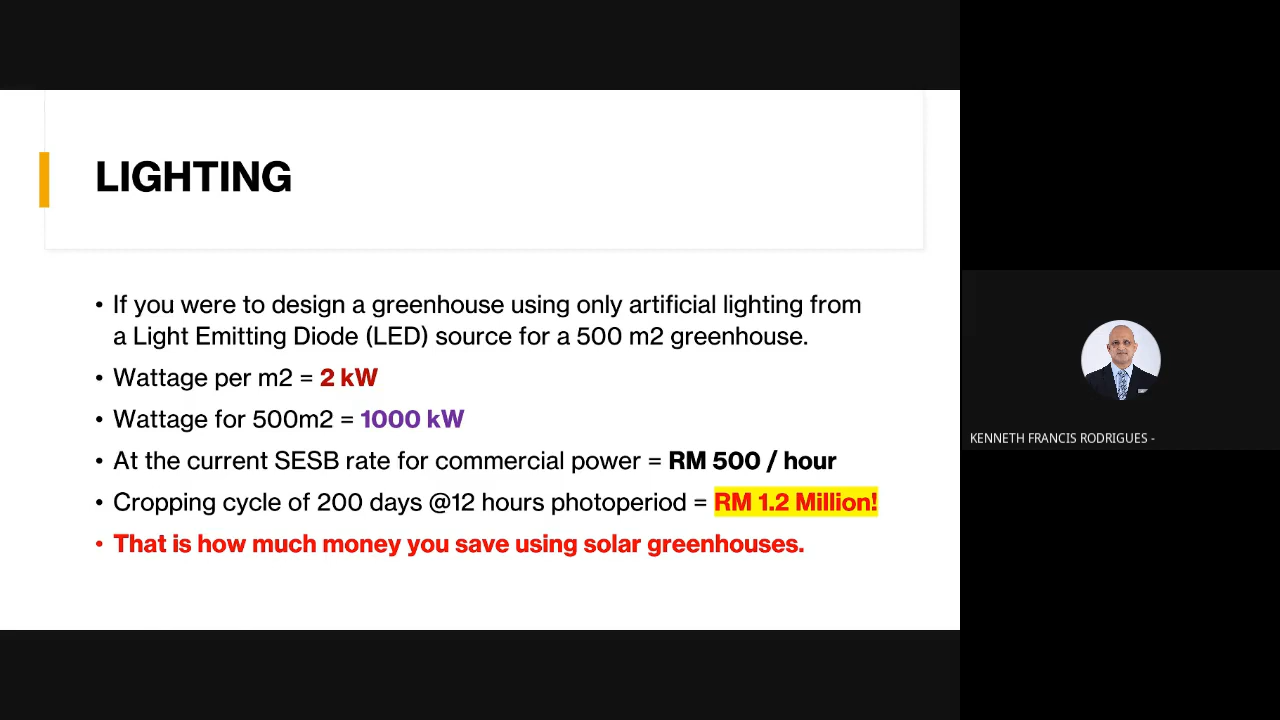 LIGHTING
• If you were to design a greenhouse using only artificial lighting from
a Light Emitting Diode (LED) source for a 500 m2 greenhouse.
• Wattage per m2 = 2 kW
• Wattage for 500m2 = 1000 kW
• At the current SESB rate for commercial power = RM 500 / hour
• Cropping cycle of 200 days @12 hours photoperiod = RM 1.2 Million!
• That is how much money you save using solar greenhouses.
KENNETH FRANCIS RODRIGUES -